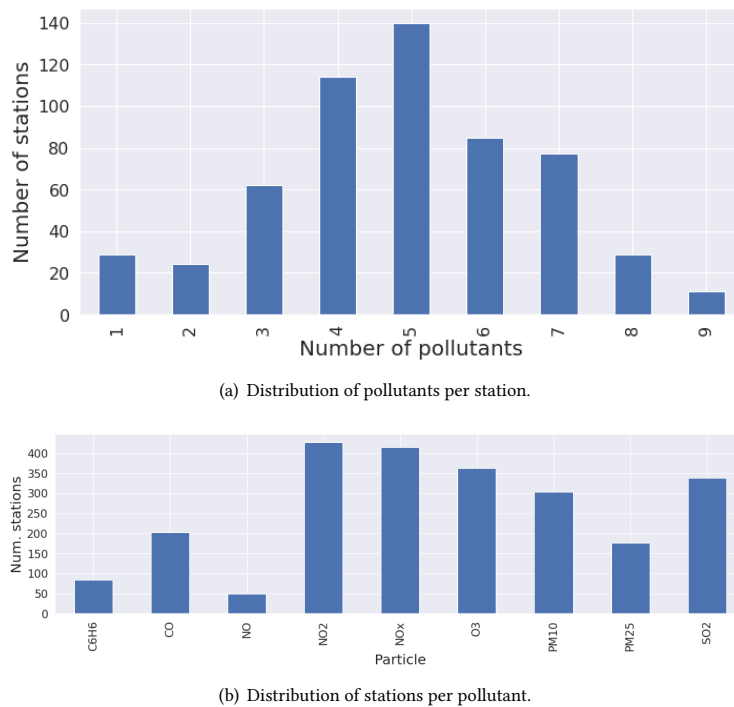 140
120
100
80
60
40
20
0
Number of stations
1 2 3 4 5 6 7 8 9
Number of pollutants
(a) Distribution of pollutants per station.
400
350
300
250
200
150
100
50
0
Num. stations
C6H6 CO NO NO2 NOx O3 PM10 PM25 SO2
Particle
(b) Distribution of stations per pollutant.